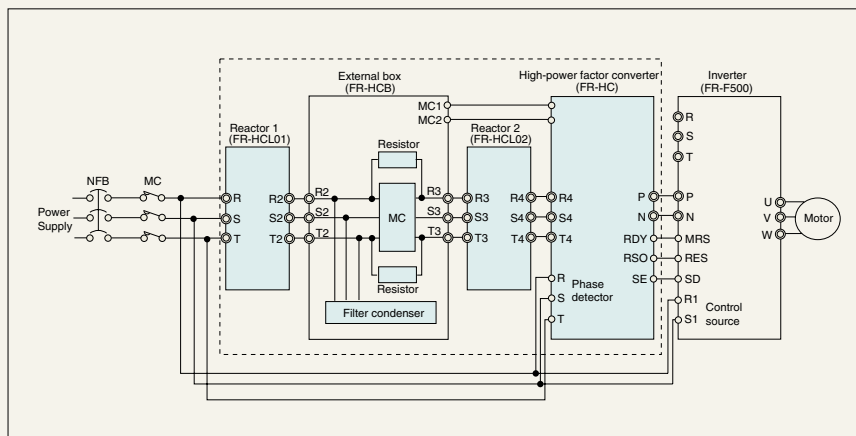 External box
(FR-HCB)
High-power factor converter
(FR-HC)
Inverter
(FR-F500)
MC1
MC2
R
S
T
Reactor 1
(FR-HCL01)
Reactor 2
(FR-HCL02)
Resistor
NFB
MC
Power
Supply
R
S
T
R2
S2
T2
R2
S2
T2
MC
R3
S3
T3
R3
S3
T3
R4
S4
T4
R4
S4
T4
P
N
RDY
RSO
SE
P
N
MRS
RES
SD
R1
S1
U
V
W
Motor
Resistor
Filter condenser
R
S
T
Phase
detector
Control
source